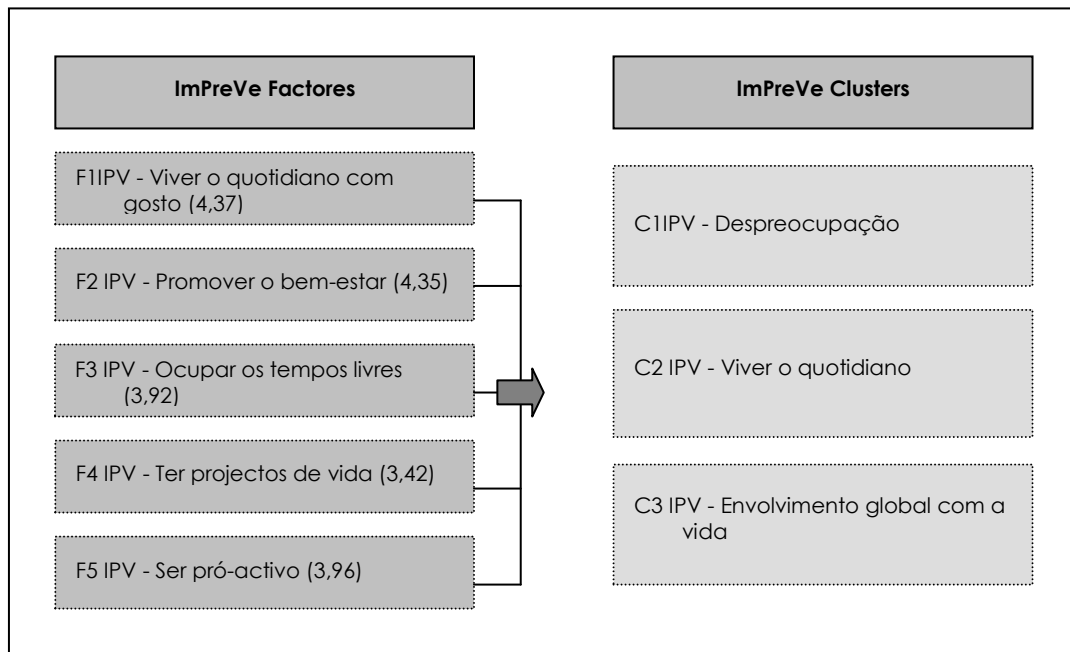 ImPreVe Factores
F1IPV - Viver o quotidiano com
gosto (4,37)
F2 IPV - Promover o bem-estar (4,35)
F3 IPV - Ocupar os tempos livres
(3,92)
F4 IPV - Ter projectos de vida (3,42)
F5 IPV - Ser pró-activo (3,96)
ImPreVe Clusters
C1IPV - Despreocupação
C2 IPV - Viver o quotidiano
C3 IPV - Envolvimento global com a
vida